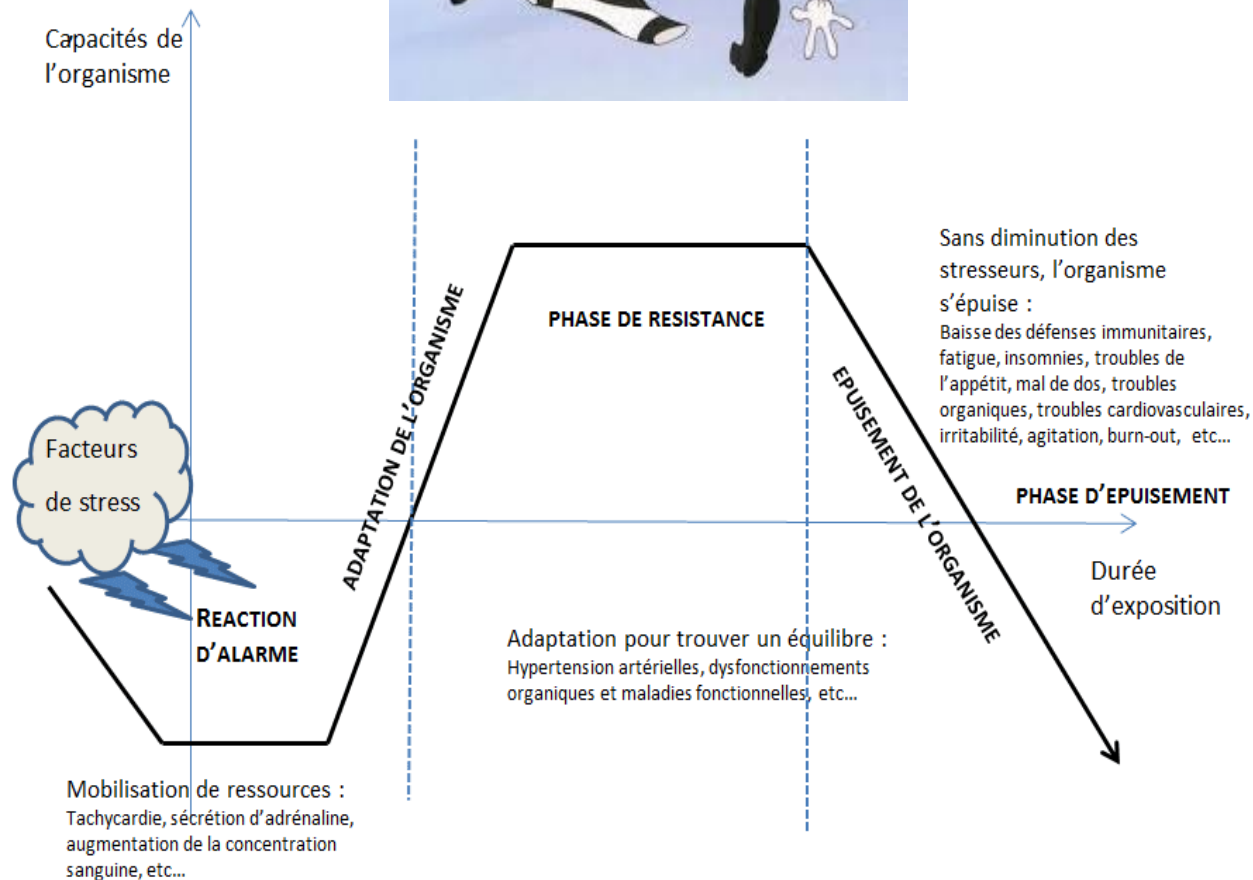 Capacités de
l'organisme
Sans diminution des
stresseurs, l'organisme
s'épuise :
Baisse des défenses immunitaires,
fatigue, insomnies, troubles de
l'appétit, mal de dos, troubles
organiques, troubles cardiovasculaires,
irritabilité, agitation, burn-out, etc...
PHASE DE RESISTANCE
ADAPTATION DE L'ORGANISME
EPUISEMENT DE L'ORGANISME
Facteurs
de stress
PHASE D'EPUISEMENT
Durée
d'exposition
REACTION
D'ALARME
Adaptation pour trouver un équilibre :
Hypertension artérielles, dysfonctionnements
organiques et maladies fonctionnelles, etc...
Mobilisation de ressources :
Tachycardie, sécrétion d'adrénaline,
augmentation de la concentration
sanguine, etc...